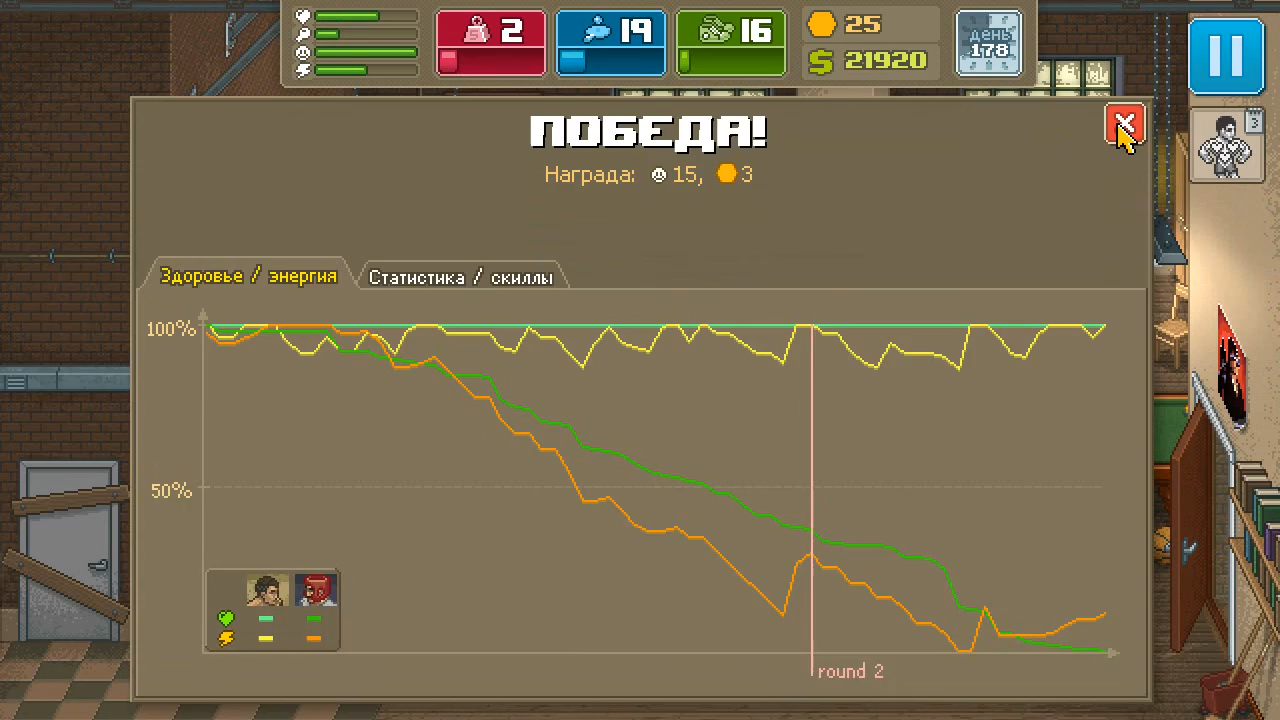 2
19
16
25
21920
день
178
3
ПОБЕДА!
Награда: 15, 3
Здоровье / энергия
Статистика / скиллы
100%
50%
round 2